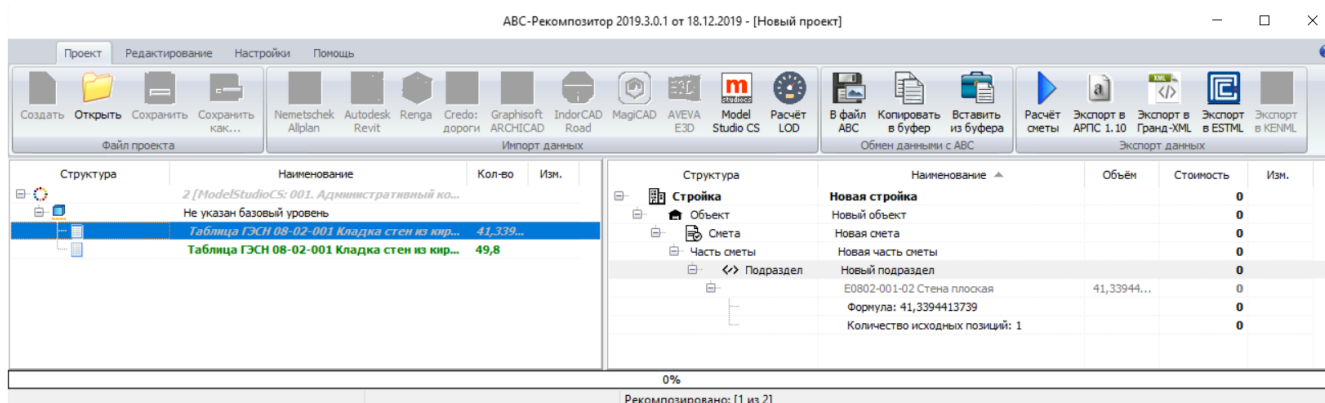 АВС-Рекомпозитор 2019.3.0.1 от 18.12.2019 - [Новый проект]
Проект Редактирование Настройки Помощь
Создать Открыть Сохранить Сохранить как...
Файл проекта
Nemetschek Allplan Autodesk Revit Renga Credo: дороги Graphisoft ARCHICAD IndorCAD Road MagiCAD AVEVA E3D Model Studio CS Расчёт LOD
Импорт данных
В файл АВС Копировать в буфер Вставить из буфера
Обмен данными с АВС
Расчёт сметы Экспорт в АРПС 1.10 Экспорт в Гранд-XML Экспорт в ESTML Экспорт в KENML
Экспорт данных
Структура Наименование Кол-во Изм.
2 [ModelStudioCS: 001. Административный ко...
Не указан базовый уровень
Таблица ГЭСН 08-02-001 Кладка стен из кир... 41,339...
Таблица ГЭСН 08-02-001 Кладка стен из кир... 49,8
Структура Наименование Объём Стоимость Изм.
Стройка Новая стройка 0
Объект Новый объект 0
Смета Новая смета 0
Часть сметы Новая часть сметы 0
Подраздел Новый подраздел 0
Е0802-001-02 Стена плоская 41,33944... 0
Формула: 41,3394413739 0
Количество исходных позиций: 1 0
0%
Рекомпозировано: [1 из 2]